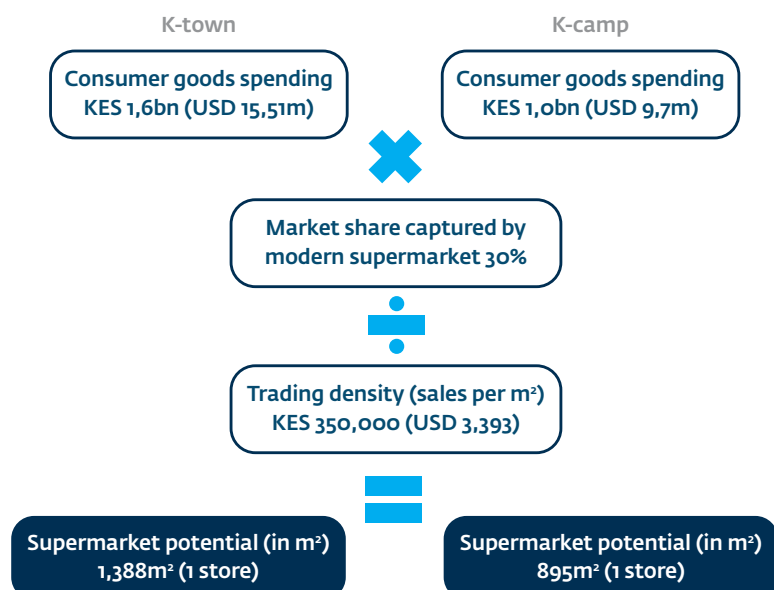 K-town
K-camp
Consumer goods spending
KES 1,6bn (USD 15,51m)
Consumer goods spending
KES 1,0bn (USD 9,7m)
Market share captured by
modern supermarket 30%
Trading density (sales per m²)
KES 350,000 (USD 3,393)
Supermarket potential (in m²)
1,388m² (1 store)
Supermarket potential (in m²)
895m² (1 store)